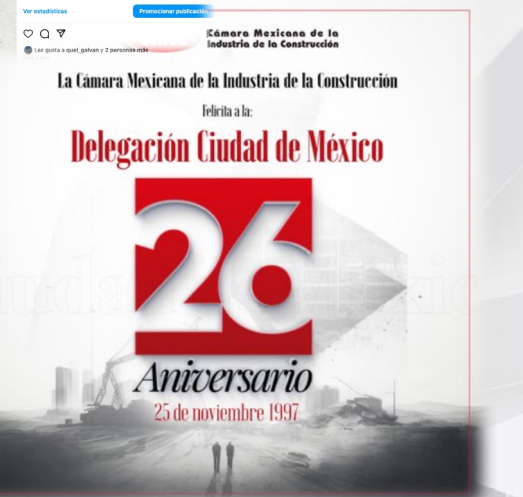 Ver estadísticas
Promocionar publicación
Les gusta a quel_galvan y 2 personas más
Cámara Mexicana de la
Industria de la Construcción
La Cámara Mexicana de la Industria de la Construcción
Felicita a la:
Delegación Ciudad de México
26
Aniversario
25 de noviembre 1997